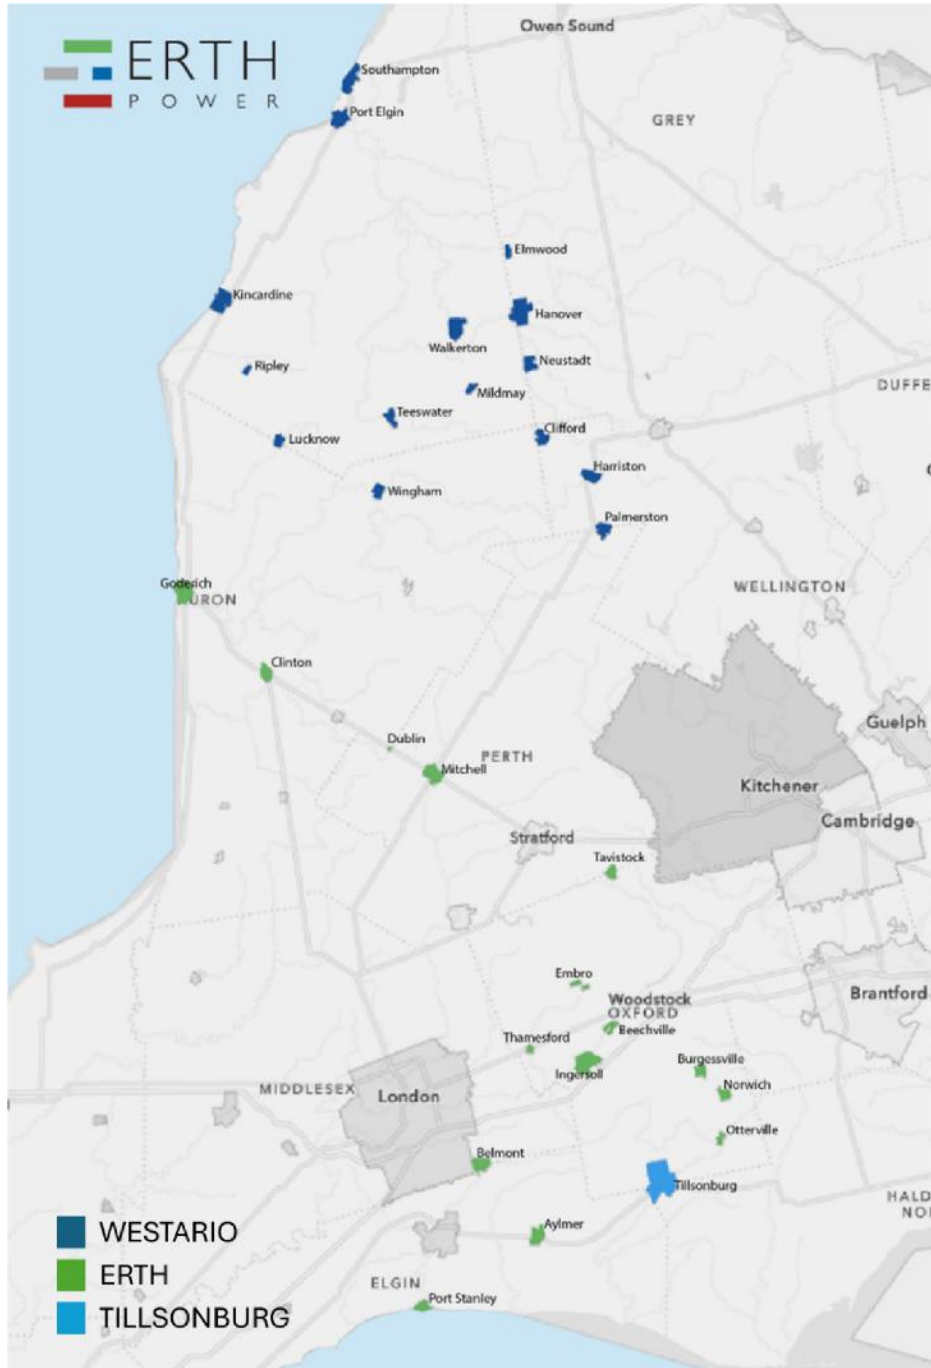 Owen Sound
ERTH
POWER
Southampton
Port Elgin
GREY
Elmwood
Kincardine
Hanover
Walkerton
Neustadt
Ripley
DUFFE
Mildmay
Teeswater
Clifford
Lucknow
Harriston
Wingham
Palmerston
Goderich
WELLINGTON
URON
Clinton
Guelph
Dublin
PERTH
Mitchell
Kitchener
Cambridge
Stratford
Tavistock
Embro
Brantford
Woodstock
OXFORD
Beechville
Thamesford
Burgessville
Ingersoll
Norwich
MIDDLESEX
London
Otterville
Belmont
Tillsonburg
HALD
NO
Aylmer
WESTARIO
ERTH
ELGIN
Port Stanley
TILLSONBURG